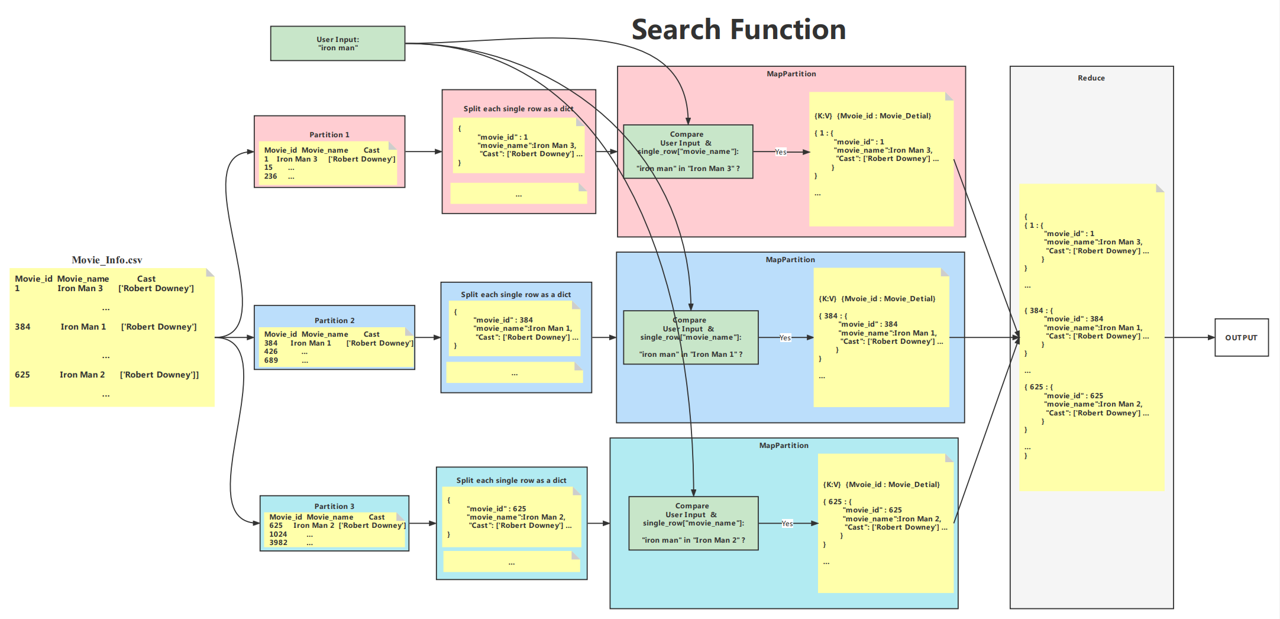 Search Function
User Input:
"iron man"
Movie_Info.csv
Movie_id Movie_name Cast
1 Iron Man 3 ['Robert Downey']
...
384 Iron Man 1 ['Robert Downey']
...
625 Iron Man 2 ['Robert Downey']]
...
Partition 1
Movie_id Movie_name Cast
1 Iron Man 3 ['Robert Downey']
15 ...
236 ...
Split each single row as a dict
{
"movie_id" : 1
"movie_name":Iron Man 3,
"Cast": ['Robert Downey'] ...
}
...
MapPartition
Compare
User Input &
single_row["movie_name"]:
"iron man" in "Iron Man 3" ?
Yes
{K:V} {Mvoie_id : Movie_Detial}
{ 1 : {
"movie_id" : 1
"movie_name":Iron Man 3,
"Cast": ['Robert Downey'] ...
}
}
...
Partition 2
Movie_id Movie_name Cast
384 Iron Man 1 ['Robert Downey']
426 ...
689 ...
Split each single row as a dict
{
"movie_id" : 384
"movie_name":Iron Man 1,
"Cast": ['Robert Downey'] ...
}
...
MapPartition
Compare
User Input &
single_row["movie_name"]:
"iron man" in "Iron Man 1" ?
Yes
{K:V} {Mvoie_id : Movie_Detial}
{ 384 : {
"movie_id" : 384
"movie_name":Iron Man 1,
"Cast": ['Robert Downey'] ...
}
}
...
Partition 3
Movie_id Movie_name Cast
625 Iron Man 2 ['Robert Downey']
1024 ...
3982 ...
Split each single row as a dict
{
"movie_id" : 625
"movie_name":Iron Man 2,
"Cast": ['Robert Downey'] ...
}
...
MapPartition
Compare
User Input &
single_row["movie_name"]:
"iron man" in "Iron Man 2" ?
Yes
{K:V} {Mvoie_id : Movie_Detial}
{ 625 : {
"movie_id" : 625
"movie_name":Iron Man 2,
"Cast": ['Robert Downey'] ...
}
}
...
Reduce
{
{ 1 : {
"movie_id" : 1
"movie_name":Iron Man 3,
"Cast": ['Robert Downey'] ...
}
}
...
{ 384 : {
"movie_id" : 384
"movie_name":Iron Man 1,
"Cast": ['Robert Downey'] ...
}
}
...
{ 625 : {
"movie_id" : 625
"movie_name":Iron Man 2,
"Cast": ['Robert Downey'] ...
}
}
...
}
OUTPUT